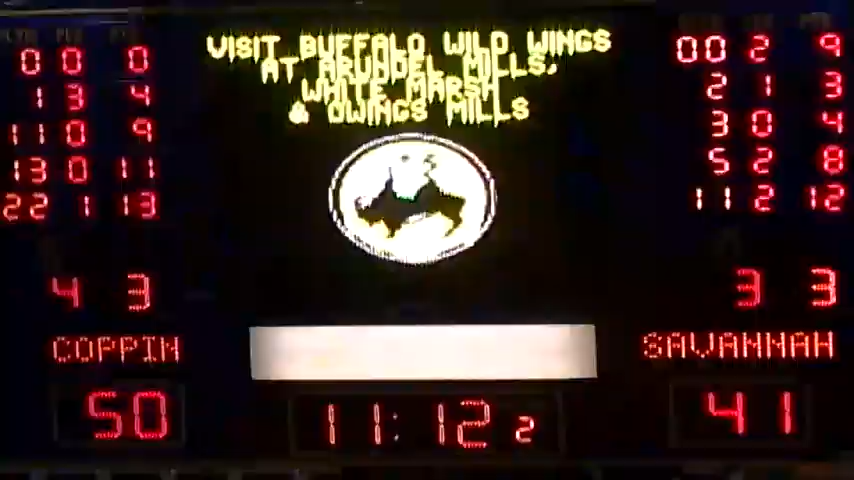 VISIT BUFFALO WILD WINGS
AT ARUNDEL MILLS,
WHITE MARSH
& OWINGS MILLS
0 0 0
1 3 4
11 0 9
13 0 11
22 1 13
00 2 9
2 1 3
3 0 4
5 2 8
11 2 12
4 3
3 3
COPPIN
SAVANNAH
50
11:12 2
41